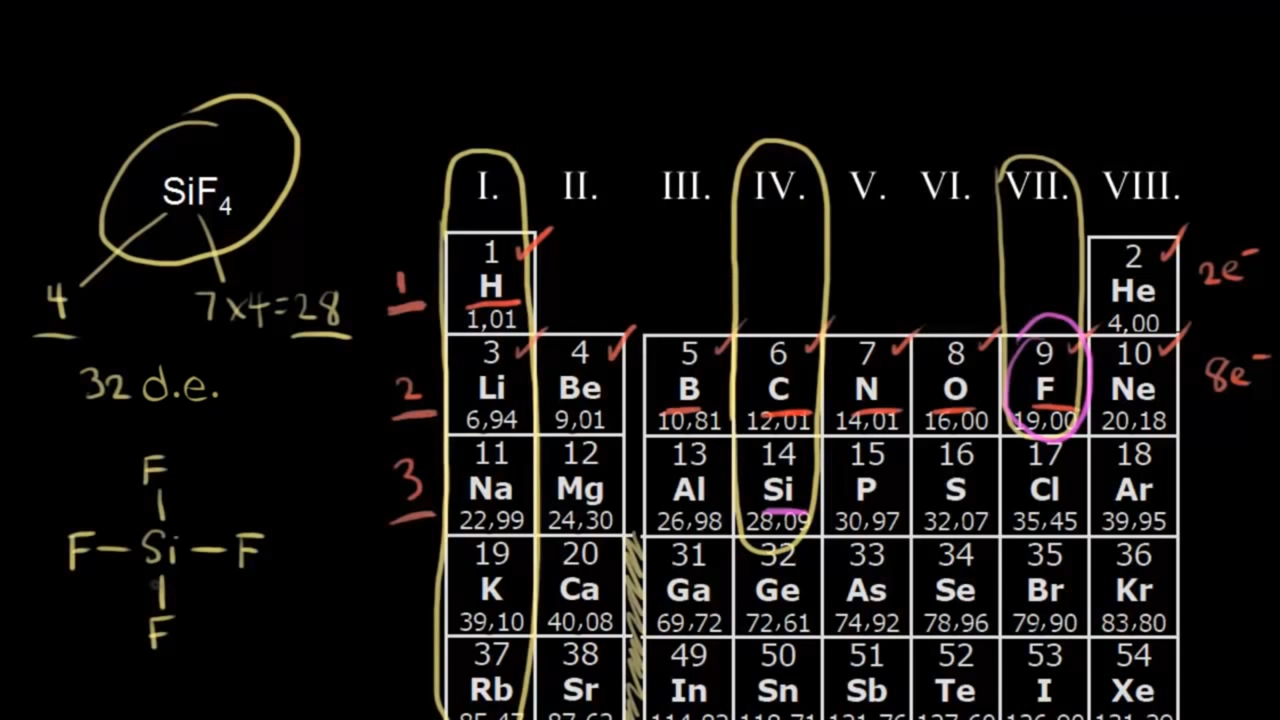 SiF₄
4
7×4=28
32 d.e.
F
F–Si–F
F
I. II. III. IV. V. VI. VII. VIII.
1 2e⁻
1 2
H He
1,01 4,00
2 8e⁻
3 4 5 6 7 8 9 10
Li Be B C N O F Ne
6,94 9,01 10,81 12,01 14,01 16,00 19,00 20,18
3
11 12 13 14 15 16 17 18
Na Mg Al Si P S Cl Ar
22,99 24,30 26,98 28,09 30,97 32,07 35,45 39,95
19 20 31 32 33 34 35 36
K Ca Ga Ge As Se Br Kr
39,10 40,08 69,72 72,61 74,92 78,96 79,90 83,80
37 38 49 50 51 52 53 54
Rb Sr In Sn Sb Te I Xe